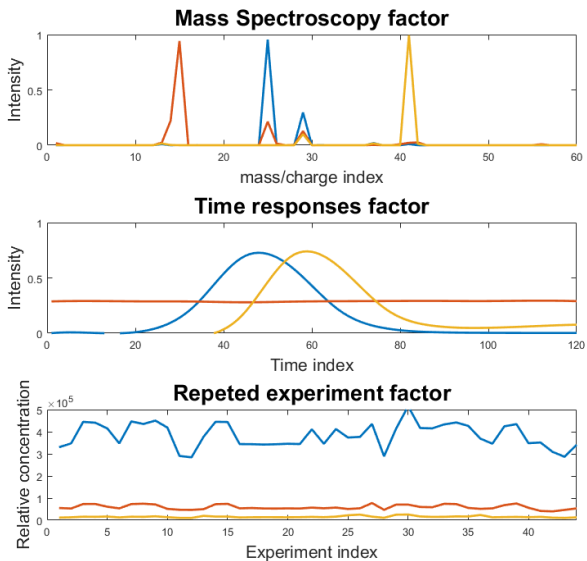 Mass Spectroscopy factor
1
0.5
0
Intensity
0 10 20 30 40 50 60
mass/charge index
Time responses factor
1
0.5
0
Intensity
0 20 40 60 80 100 120
Time index
Repeted experiment factor
× 10^5
5
4
3
2
1
0
Relative concentration
0 5 10 15 20 25 30 35 40
Experiment index